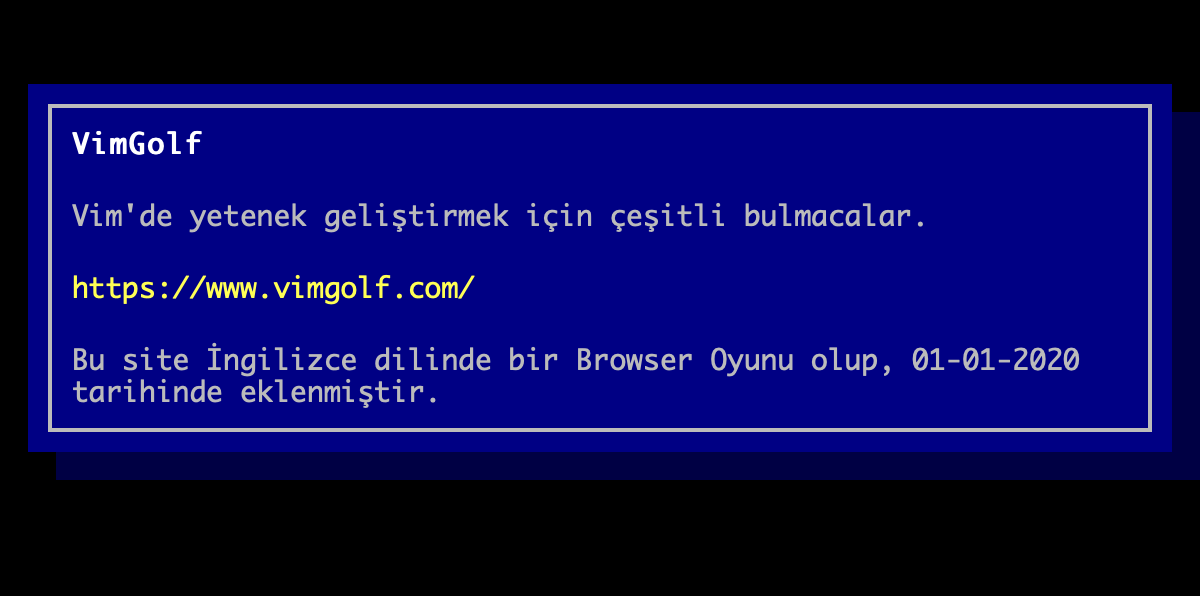 VimGolf
Vim'de yetenek geliştirmek için çeşitli bulmacalar.
https://www.vimgolf.com/
Bu site İngilizce dilinde bir Browser Oyunu olup, 01-01-2020
tarihinde eklenmiştir.